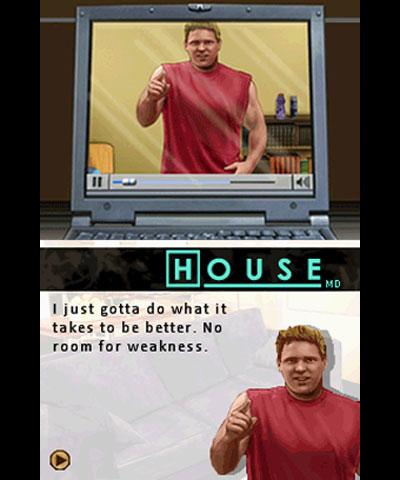 HOUSE MD
I just gotta do what it
takes to be better. No
room for weakness.